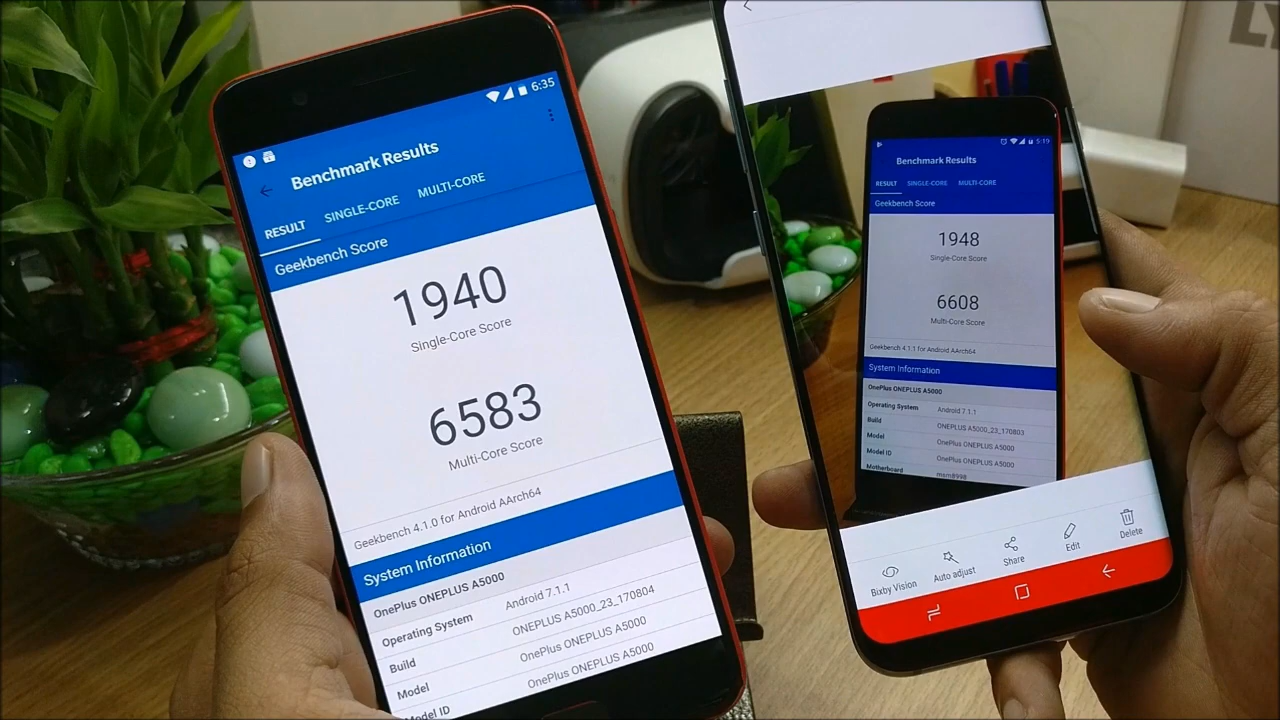 6:35
Benchmark Results
RESULT SINGLE-CORE MULTI-CORE
Geekbench Score
1940
Single-Core Score
6583
Multi-Core Score
Geekbench 4.1.0 for Android AArch64
System Information
OnePlus ONEPLUS A5000
Operating System Android 7.1.1
Build ONEPLUS A5000_23_170804
Model OnePlus ONEPLUS A5000
Model ID OnePlus ONEPLUS A5000
5:19
Benchmark Results
RESULT SINGLE-CORE MULTI-CORE
Geekbench Score
1948
Single-Core Score
6608
Multi-Core Score
Geekbench 4.1.1 for Android AArch64
System Information
OnePlus ONEPLUS A5000
Operating System Android 7.1.1
Build ONEPLUS A5000_23_170803
Model OnePlus ONEPLUS A5000
Model ID OnePlus ONEPLUS A5000
Motherboard msm8998
Bixby Vision Auto adjust Share Edit Delete